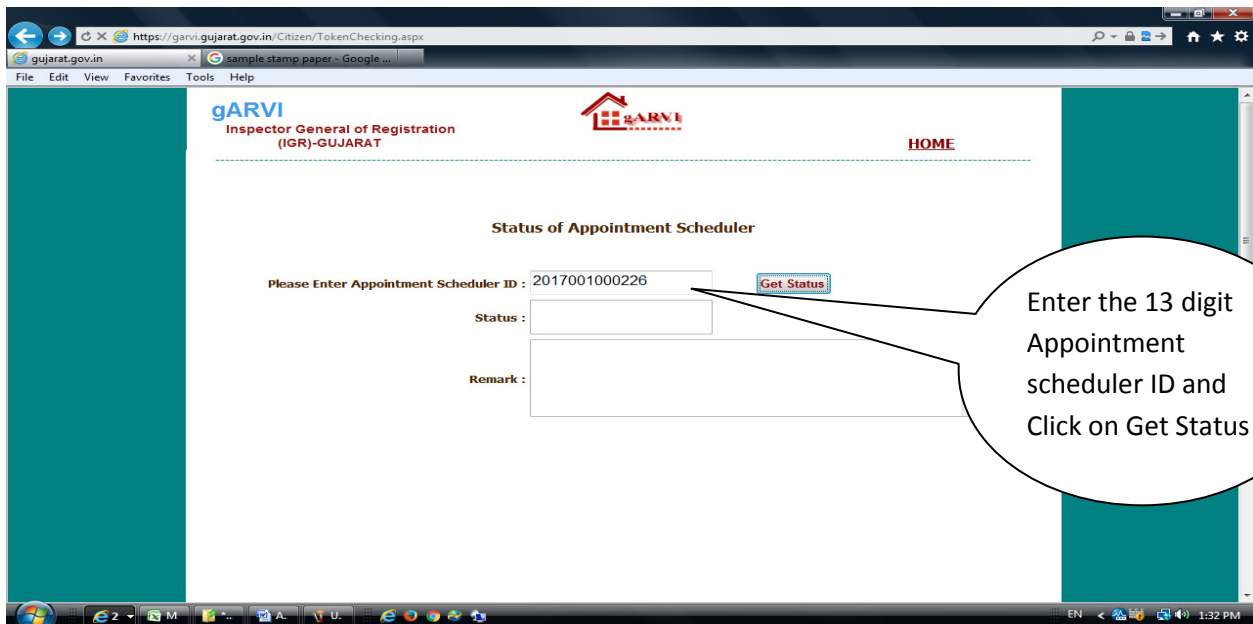 https://garvi.gujarat.gov.in/Citizen/TokenChecking.aspx
gujarat.gov.in
sample stamp paper - Google ...
File Edit View Favorites Tools Help
gARVI
Inspector General of Registration
(IGR)-GUJARAT
gARVI
HOME
Status of Appointment Scheduler
Please Enter Appointment Scheduler ID : 2017001000226 Get Status
Status :
Remark :
Enter the 13 digit
Appointment
scheduler ID and
Click on Get Status
2 M *.. A. U. EN 1:32 PM